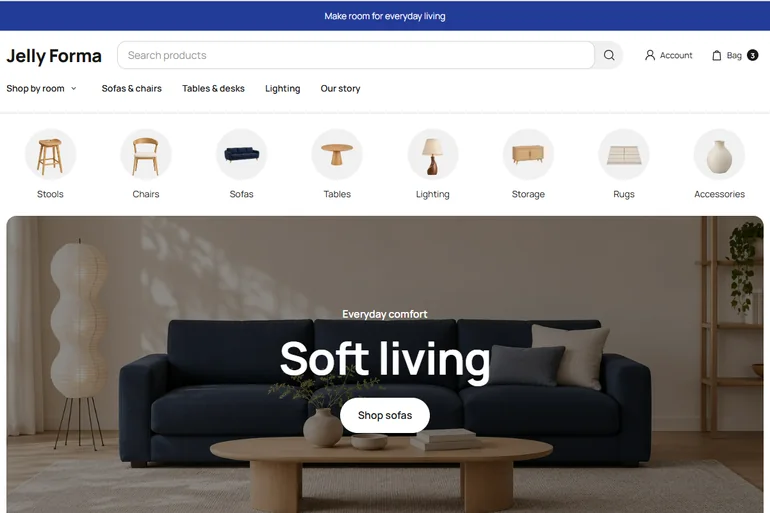 Make room for everyday living
Jelly Forma
Search products
Account
Bag 3
Shop by room
Sofas & chairs
Tables & desks
Lighting
Our story
Stools
Chairs
Sofas
Tables
Lighting
Storage
Rugs
Accessories
Everyday comfort
Soft living
Shop sofas